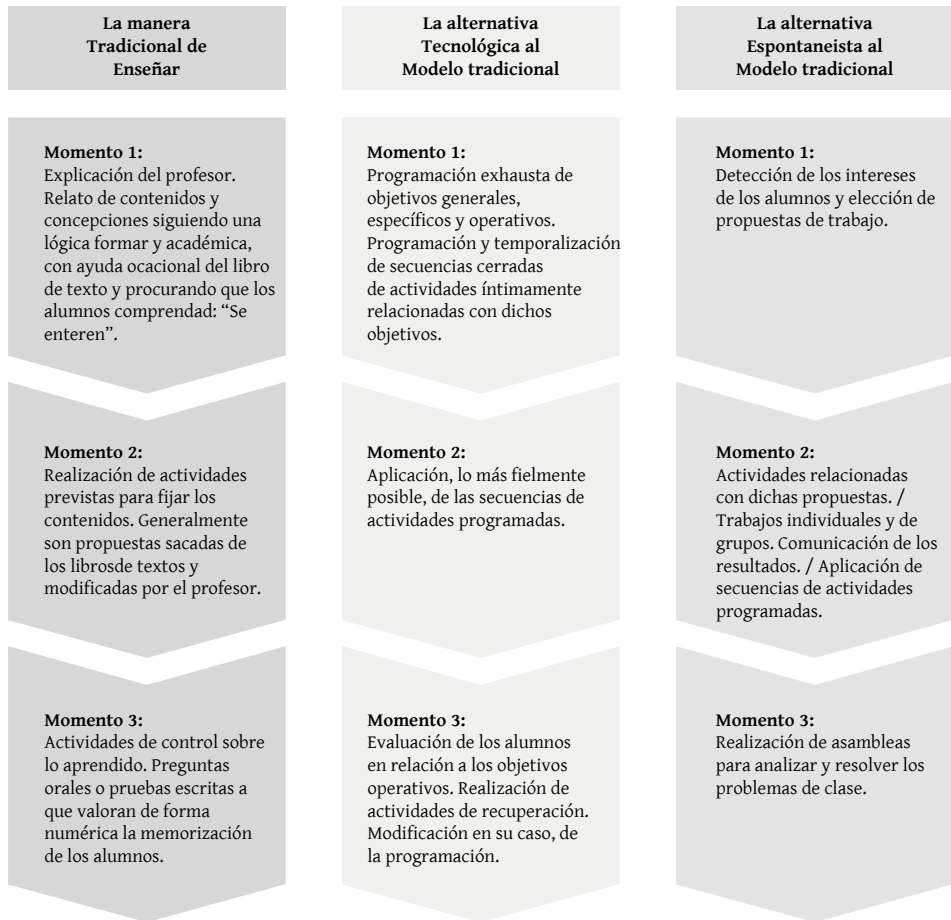 La manera
Tradicional de
Enseñar
La alternativa
Tecnológica al
Modelo tradicional
La alternativa
Espontaneista al
Modelo tradicional
Momento 1:
Explicación del profesor.
Relato de contenidos y
concepciones siguiendo una
lógica formar y académica,
con ayuda ocacional del libro
de texto y procurando que los
alumnos comprendad: “Se
enteren”.
Momento 1:
Programación exhausta de
objetivos generales,
específicos y operativos.
Programación y temporalización
de secuencias cerradas
de actividades íntimamente
relacionadas con dichos
objetivos.
Momento 1:
Detección de los intereses
de los alumnos y elección de
propuestas de trabajo.
Momento 2:
Realización de actividades
previstas para fijar los
contenidos. Generalmente
son propuestas sacadas de
los librosde textos y
modificadas por el profesor.
Momento 2:
Aplicación, lo más fielmente
posible, de las secuencias de
actividades programadas.
Momento 2:
Actividades relacionadas
con dichas propuestas. /
Trabajos individuales y de
grupos. Comunicación de los
resultados. / Aplicación de
secuencias de actividades
programadas.
Momento 3:
Actividades de control sobre
lo aprendido. Preguntas
orales o pruebas escritas a
que valoran de forma
numérica la memorización
de los alumnos.
Momento 3:
Evaluación de los alumnos
en relación a los objetivos
operativos. Realización de
actividades de recuperación.
Modificación en su caso, de
la programación.
Momento 3:
Realización de asambleas
para analizar y resolver los
problemas de clase.